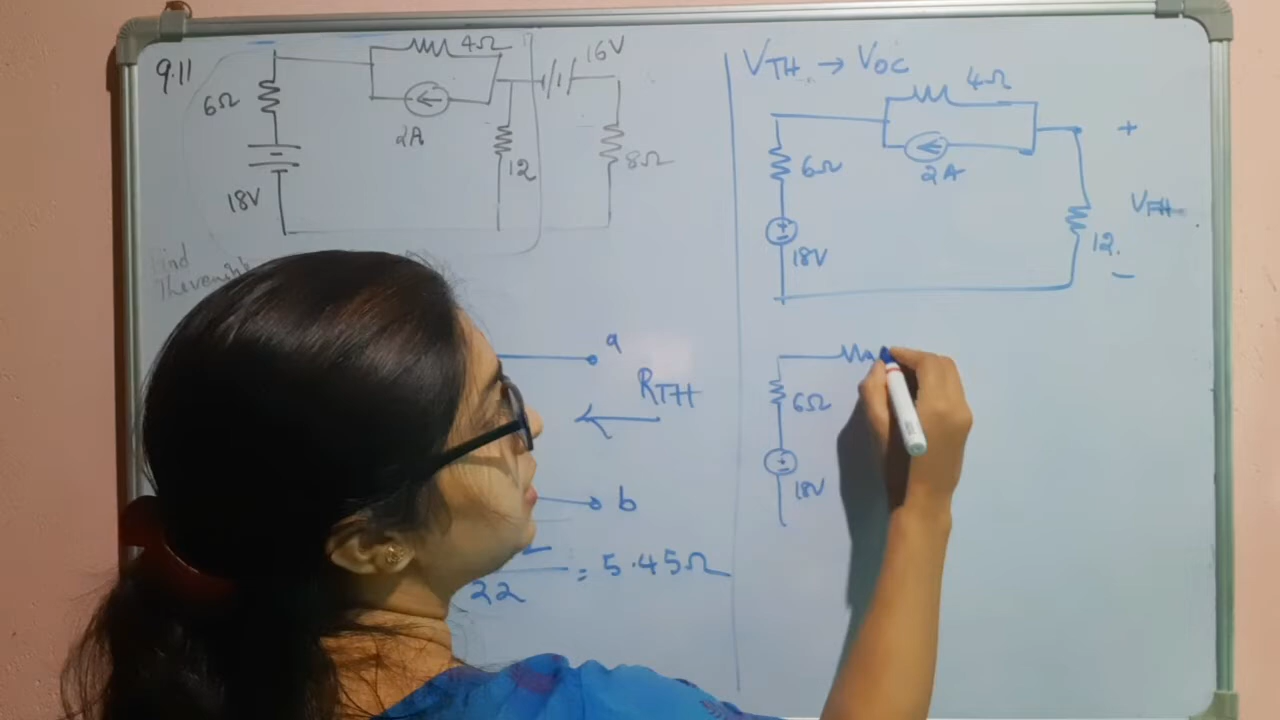 9.11
4Ω
16V
6Ω
2A
12
8Ω
18V
Find
a
RTH
b
22
= 5.45Ω
VTH → VOC
4Ω
+
6Ω
2A
VTH
18V
12.
−
6Ω
18V